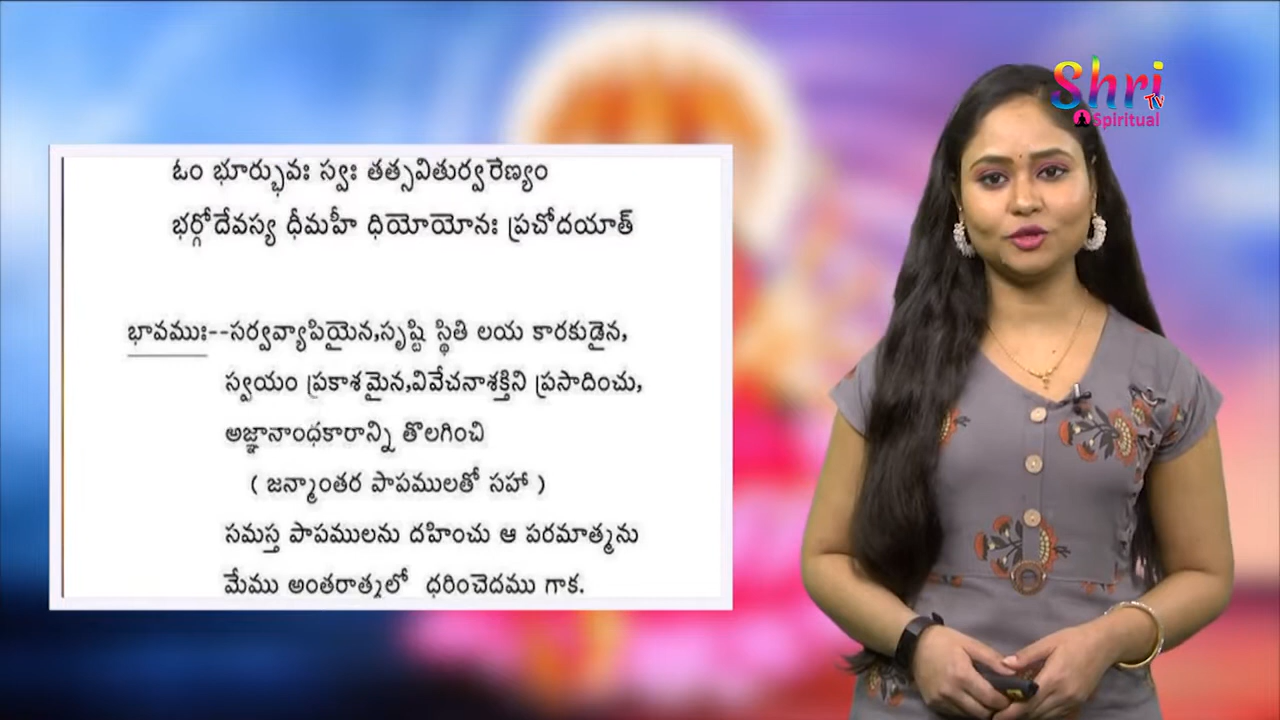 ఓం భూర్భువః స్వః తత్సవితుర్వరేణ్యం
భర్గోదేవస్య ధీమహీ ధియోయోనః ప్రచోదయాత్
భావముః--సర్వవ్యాపియైన,సృష్టి స్థితి లయ కారకుడైన,
స్వయం ప్రకాశమైన,వివేచనాశక్తిని ప్రసాదించు,
అజ్ఞానాంధకారాన్ని తొలగించి
( జన్మాంతర పాపములతో సహా )
సమస్త పాపములను దహించు ఆ పరమాత్మను
మేము అంతరాత్మలో ధరించెదము గాక.
Shri
TV
Spiritual